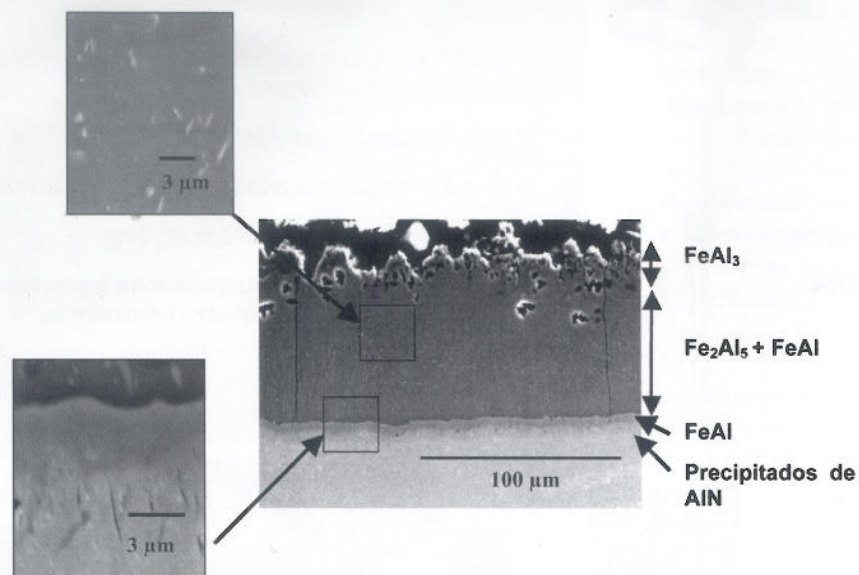 3 µm
FeAl₃
Fe₂Al₅ + FeAl
FeAl
Precipitados de
AlN
100 µm
3 µm